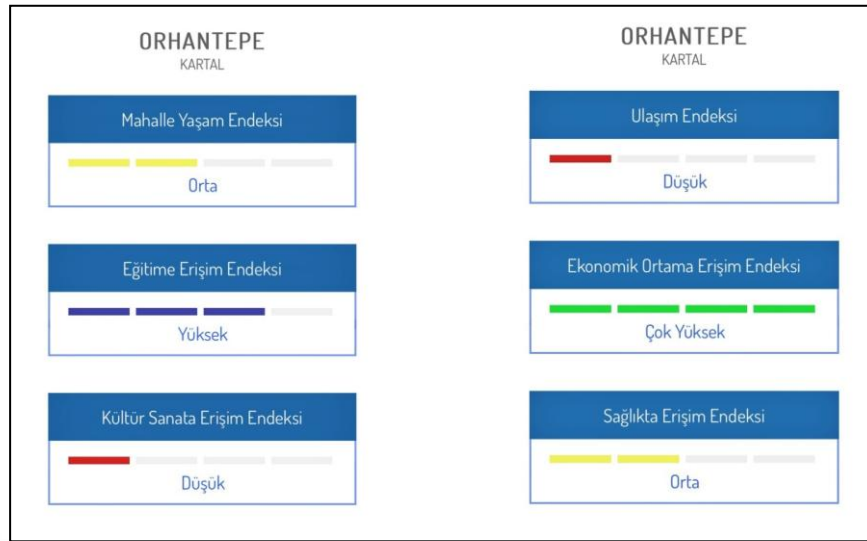 ORHANTEPE
KARTAL
Mahalle Yaşam Endeksi
Orta
Eğitime Erişim Endeksi
Yüksek
Kültür Sanata Erişim Endeksi
Düşük
ORHANTEPE
KARTAL
Ulaşım Endeksi
Düşük
Ekonomik Ortama Erişim Endeksi
Çok Yüksek
Sağlıkta Erişim Endeksi
Orta